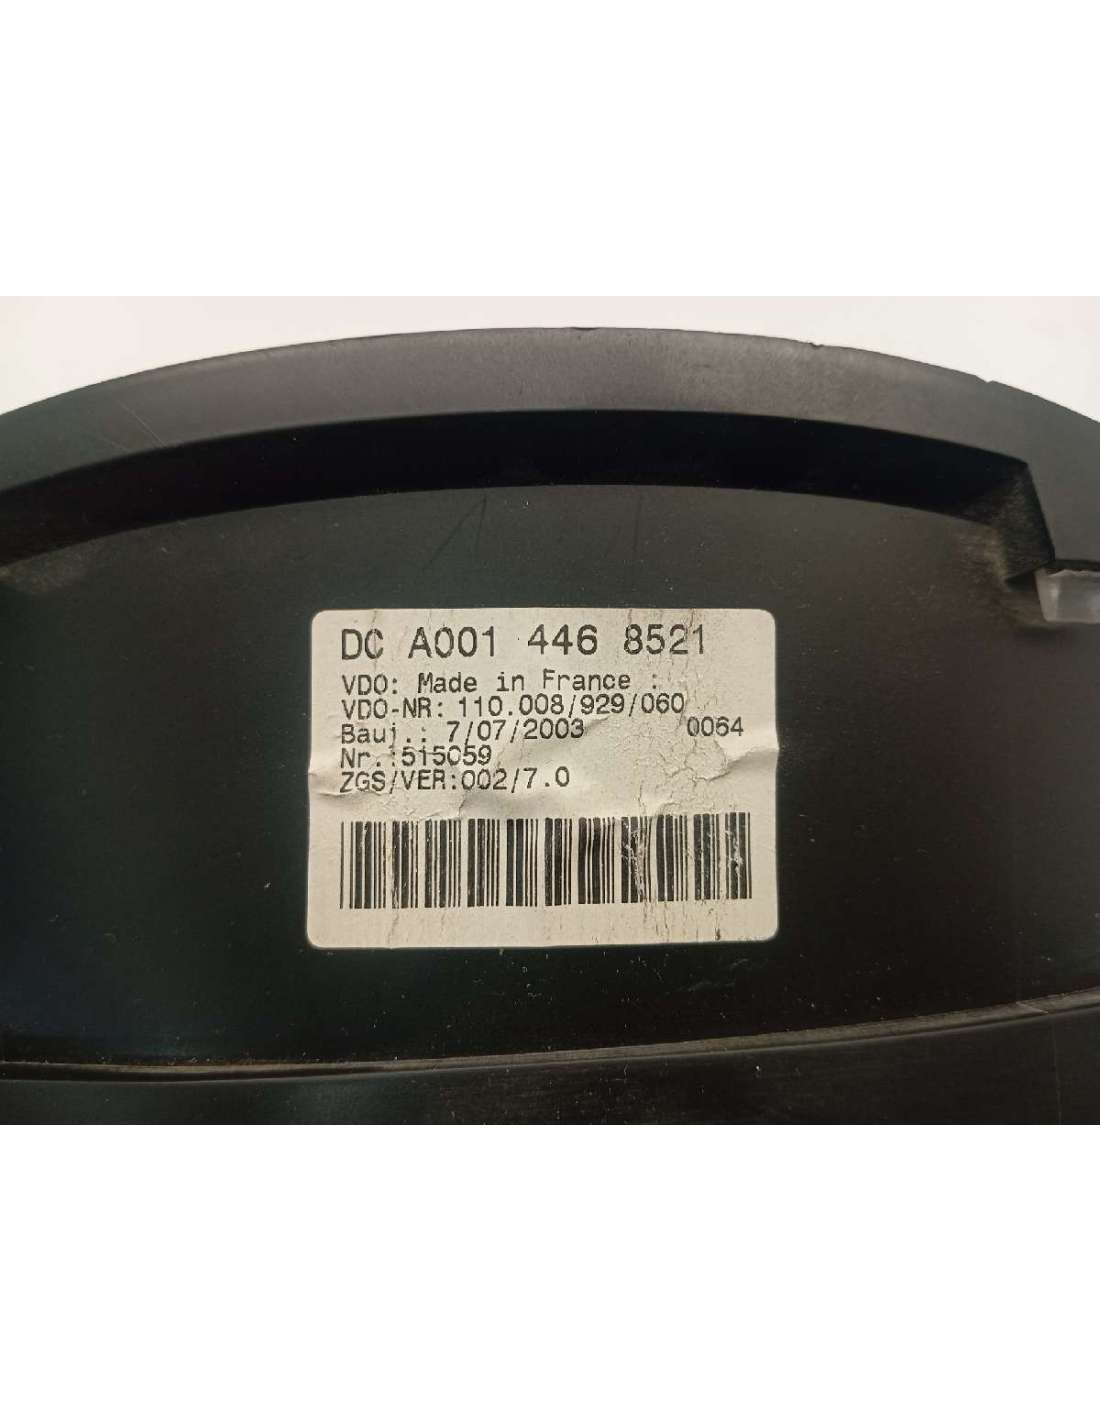 DC A001 446 8521
VDO: Made in France :
VDO-NR: 110.008/929/060
Bauj.: 7/07/2003 0064
Nr.:515059
ZGS/VER:002/7.0